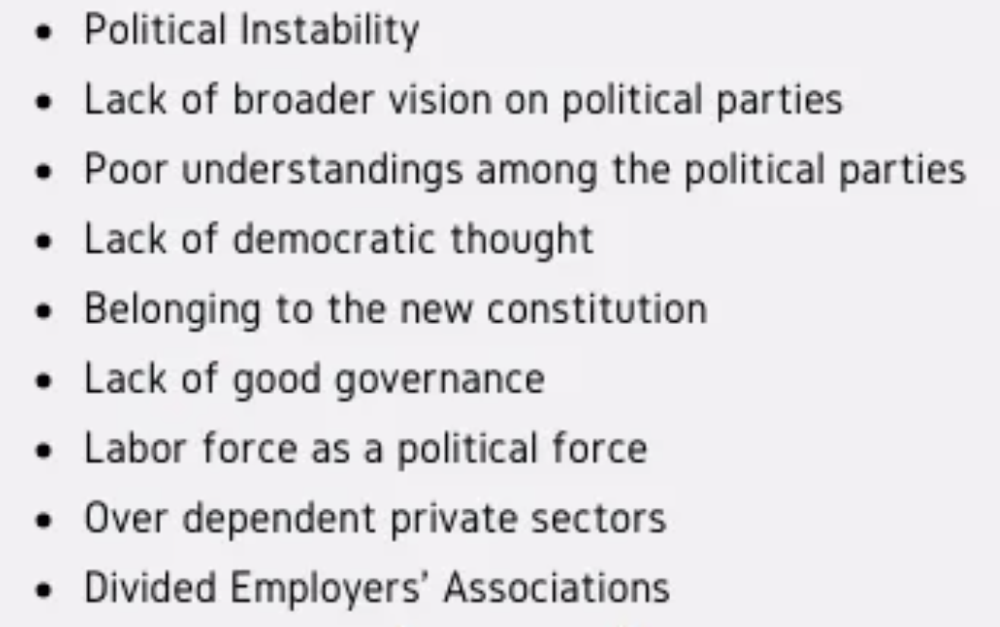 • Political Instability
• Lack of broader vision on political parties
• Poor understandings among the political parties
• Lack of democratic thought
• Belonging to the new constitution
• Lack of good governance
• Labor force as a political force
• Over dependent private sectors
• Divided Employers' Associations